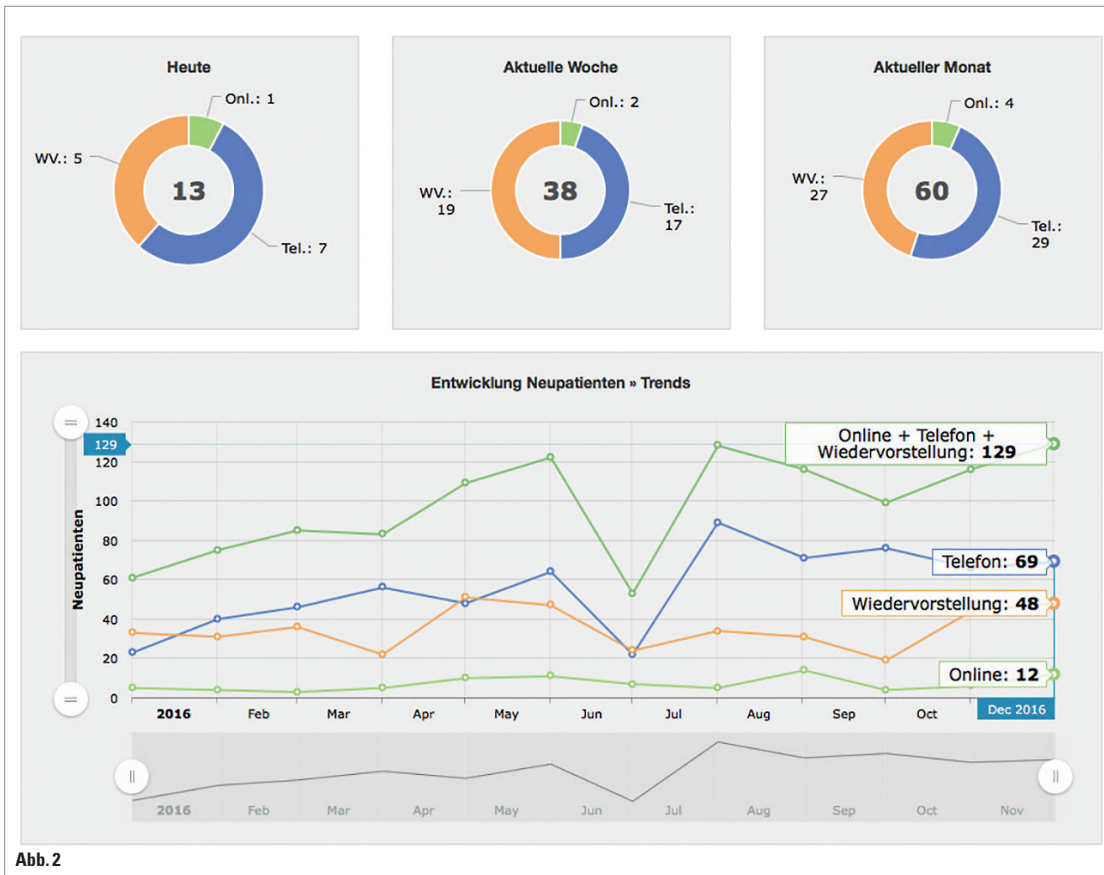 Heute
Onl.: 1
WV.: 5
13
Tel.: 7
Aktuelle Woche
Onl.: 2
WV.:
19
38
Tel.:
17
Aktueller Monat
Onl.: 4
WV.:
27
60
Tel.:
29
Entwicklung Neupatienten » Trends
Neupatienten
140
129
120
100
80
60
40
20
0
Online + Telefon +
Wiedervorstellung: 129
Telefon: 69
Wiedervorstellung: 48
Online: 12
2016 Feb Mar Apr May Jun Jul Aug Sep Oct Dec 2016
2016 Feb Mar Apr May Jun Jul Aug Sep Oct Nov
Abb. 2